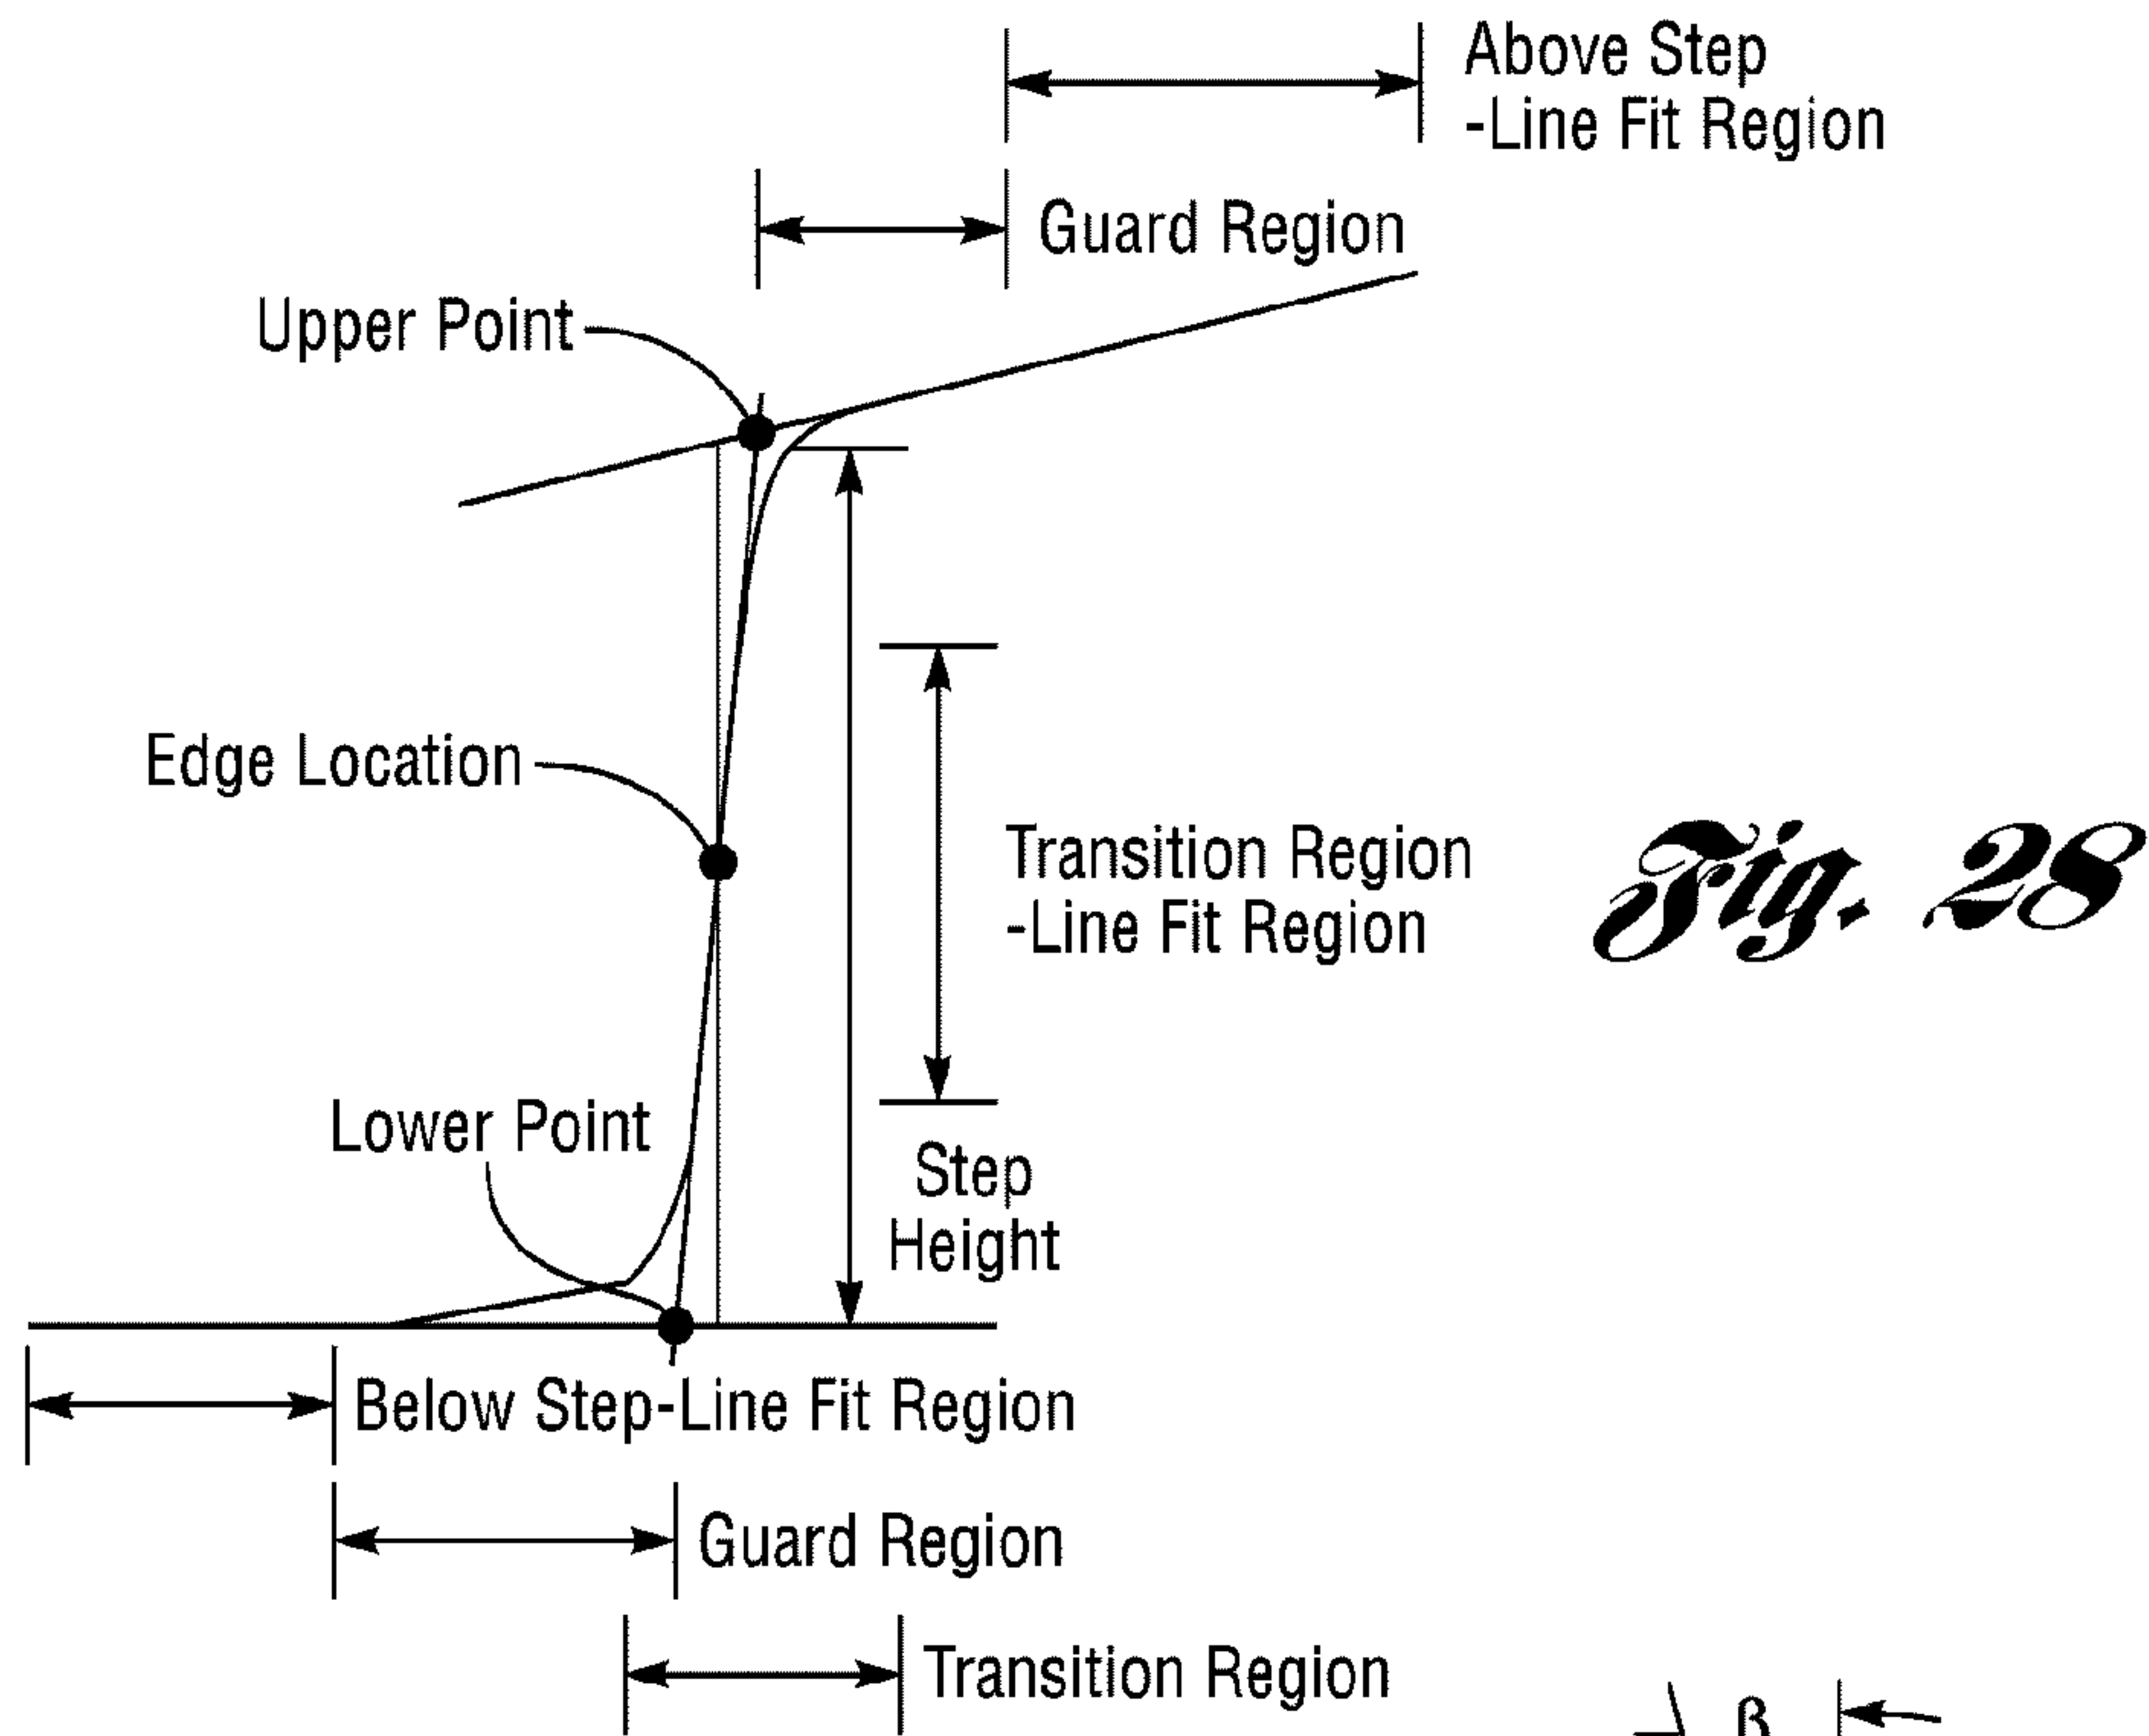 Above Step
-Line Fit Region
Guard Region
Upper Point
Edge Location
Transition Region
-Line Fit Region
Fig. 28
Lower Point
Step
Height
Below Step-Line Fit Region
Guard Region
Transition Region
β